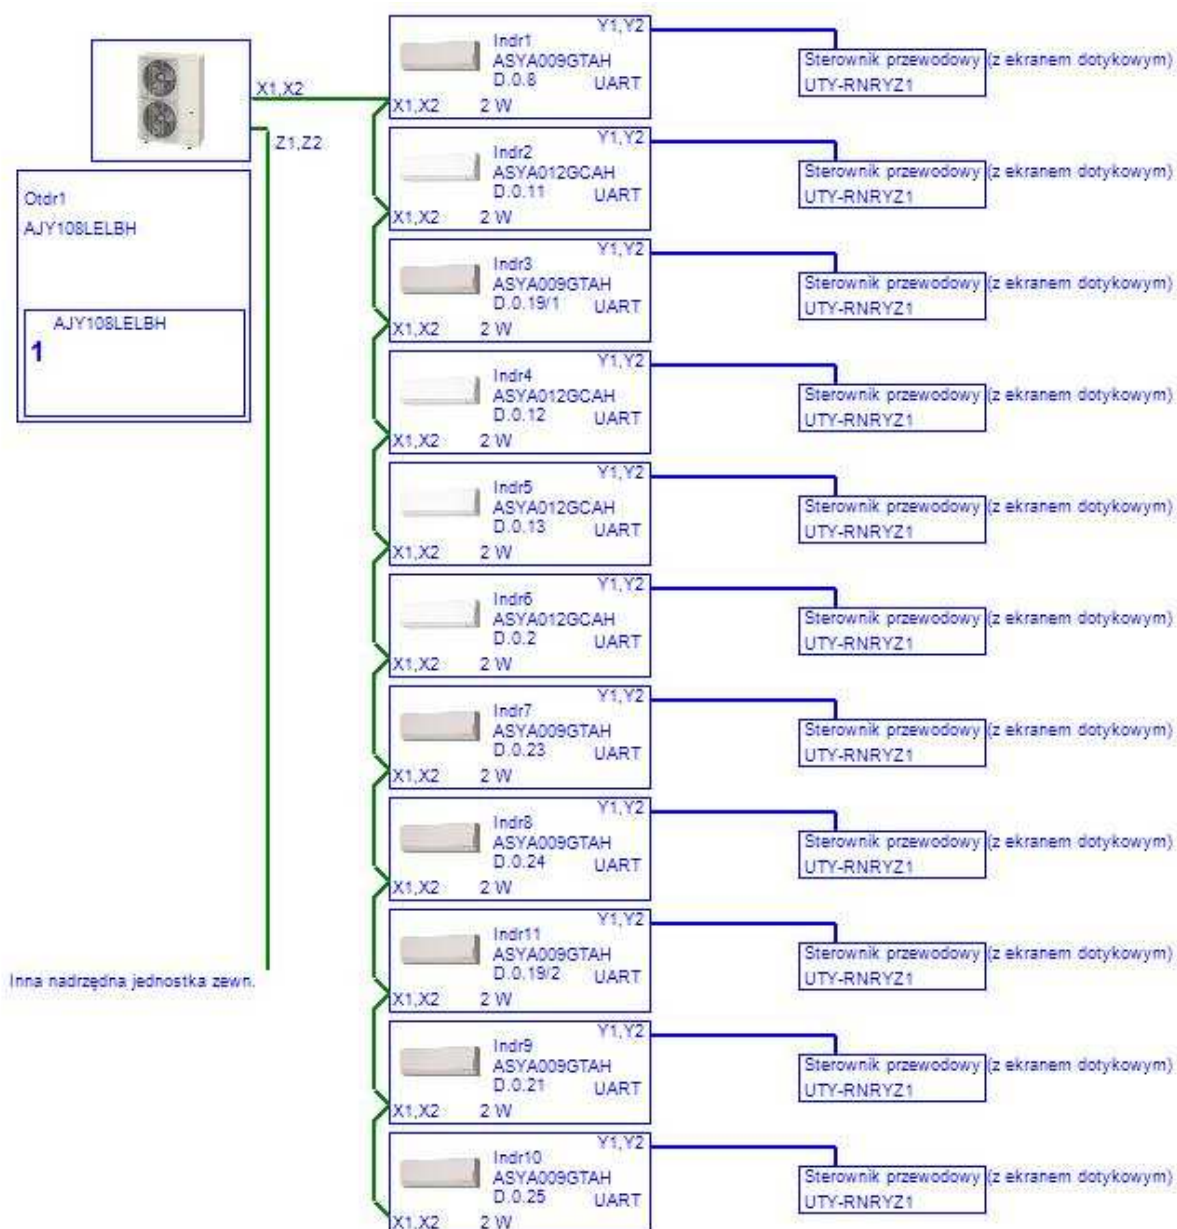 X1,X2
Z1,Z2
Otdr1
AJY108LELBH
AJY108LELBH
1
Inna nadrzędna jednostka zewn.
Y1,Y2
Indr1
ASYA009GTAH
D.0.8 UART
X1,X2 2 W
Sterownik przewodowy (z ekranem dotykowym)
UTY-RNRYZ1
Y1,Y2
Indr2
ASYA012GCAH
D.0.11 UART
X1,X2 2 W
Sterownik przewodowy (z ekranem dotykowym)
UTY-RNRYZ1
Y1,Y2
Indr3
ASYA009GTAH
D.0.19/1 UART
X1,X2 2 W
Sterownik przewodowy (z ekranem dotykowym)
UTY-RNRYZ1
Y1,Y2
Indr4
ASYA012GCAH
D.0.12 UART
X1,X2 2 W
Sterownik przewodowy (z ekranem dotykowym)
UTY-RNRYZ1
Y1,Y2
Indr5
ASYA012GCAH
D.0.13 UART
X1,X2 2 W
Sterownik przewodowy (z ekranem dotykowym)
UTY-RNRYZ1
Y1,Y2
Indr6
ASYA012GCAH
D.0.2 UART
X1,X2 2 W
Sterownik przewodowy (z ekranem dotykowym)
UTY-RNRYZ1
Y1,Y2
Indr7
ASYA009GTAH
D.0.23 UART
X1,X2 2 W
Sterownik przewodowy (z ekranem dotykowym)
UTY-RNRYZ1
Y1,Y2
Indr8
ASYA009GTAH
D.0.24 UART
X1,X2 2 W
Sterownik przewodowy (z ekranem dotykowym)
UTY-RNRYZ1
Y1,Y2
Indr11
ASYA009GTAH
D.0.19/2 UART
X1,X2 2 W
Sterownik przewodowy (z ekranem dotykowym)
UTY-RNRYZ1
Y1,Y2
Indr9
ASYA009GTAH
D.0.21 UART
X1,X2 2 W
Sterownik przewodowy (z ekranem dotykowym)
UTY-RNRYZ1
Y1,Y2
Indr10
ASYA009GTAH
D.0.25 UART
X1,X2 2 W
Sterownik przewodowy (z ekranem dotykowym)
UTY-RNRYZ1